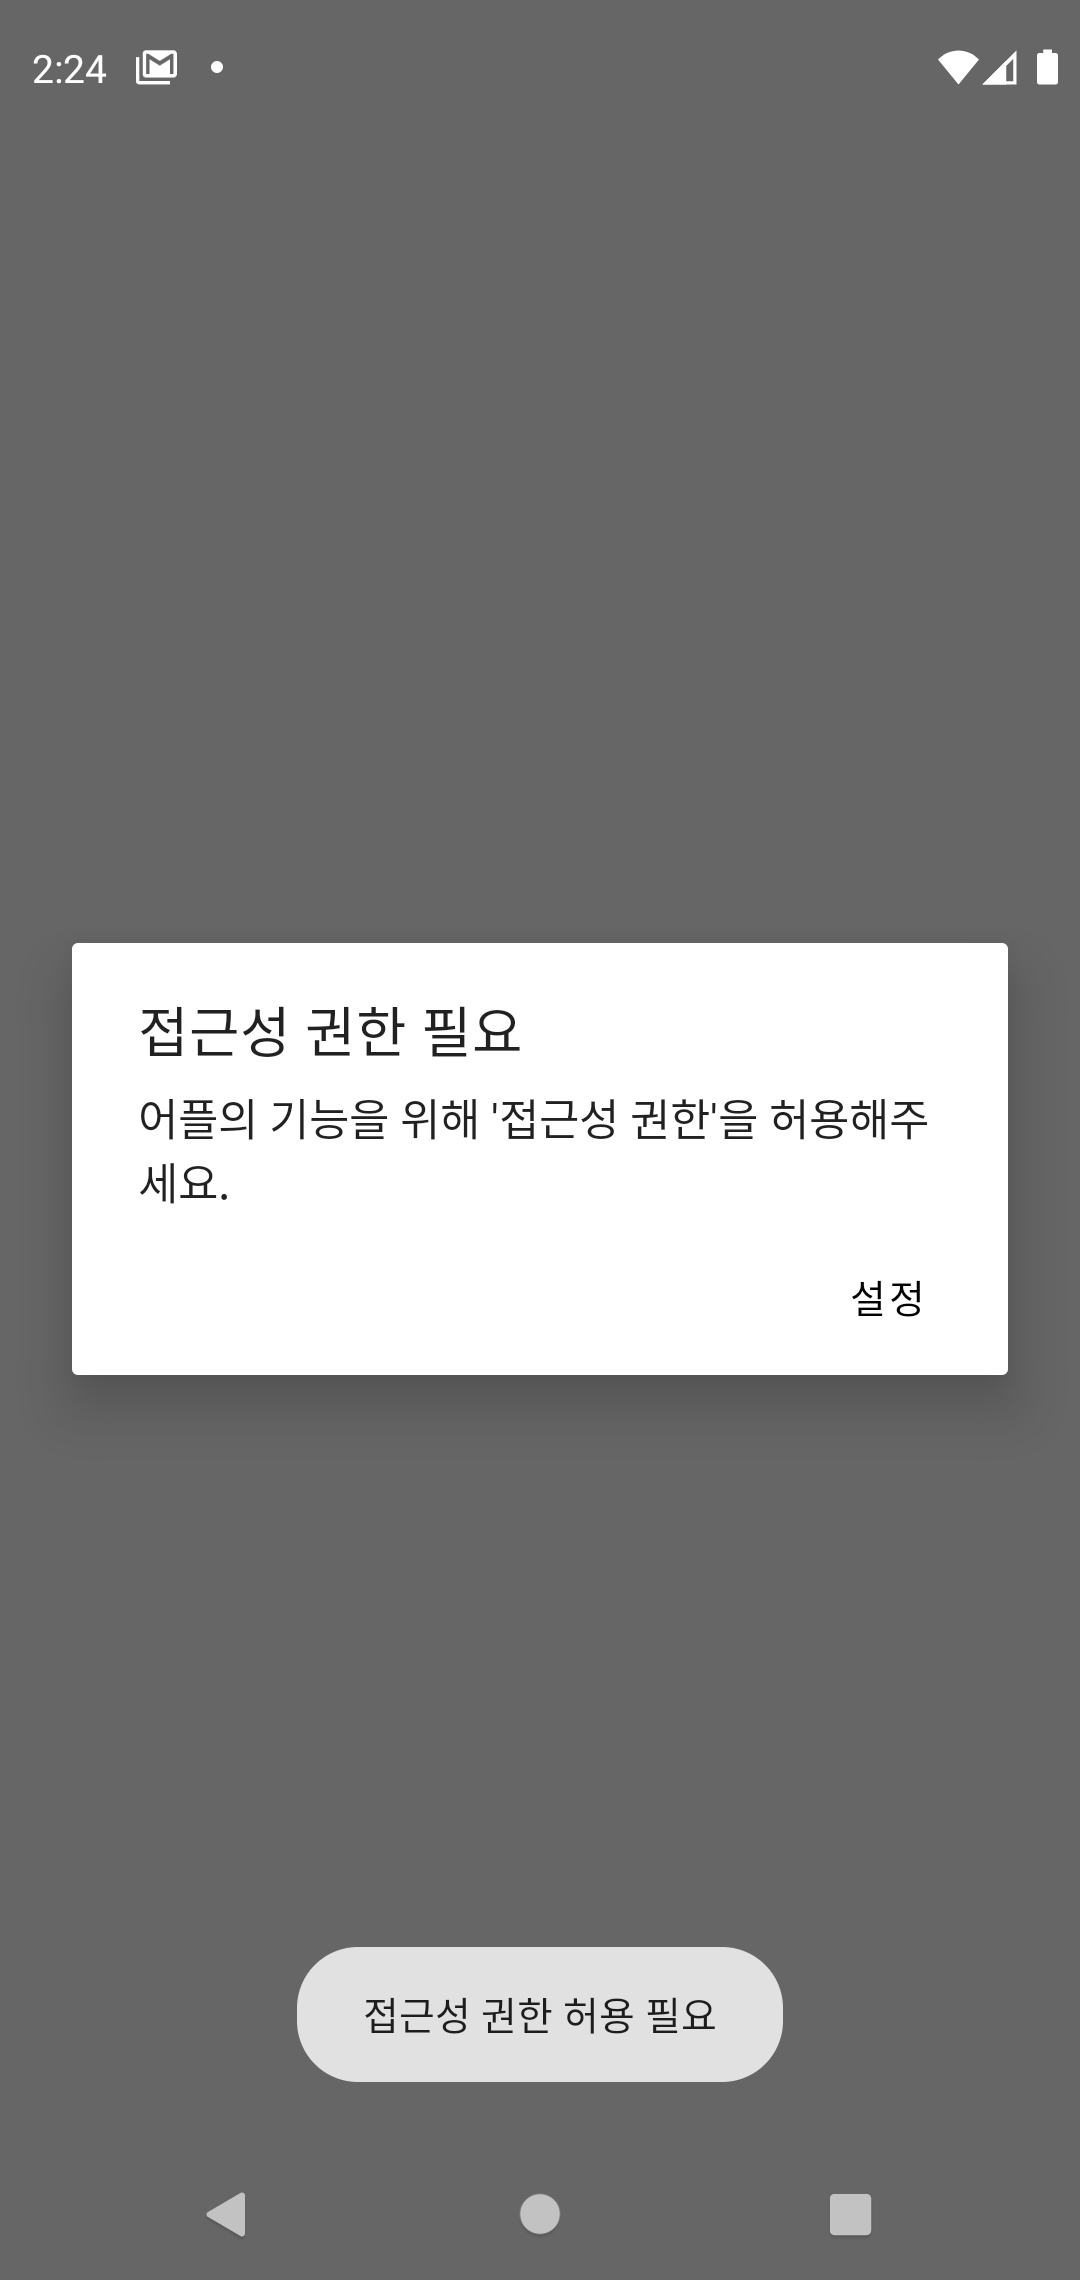 2:24
접근성 권한 필요
어플의 기능을 위해 '접근성 권한'을 허용해주
세요.
설정
접근성 권한 허용 필요